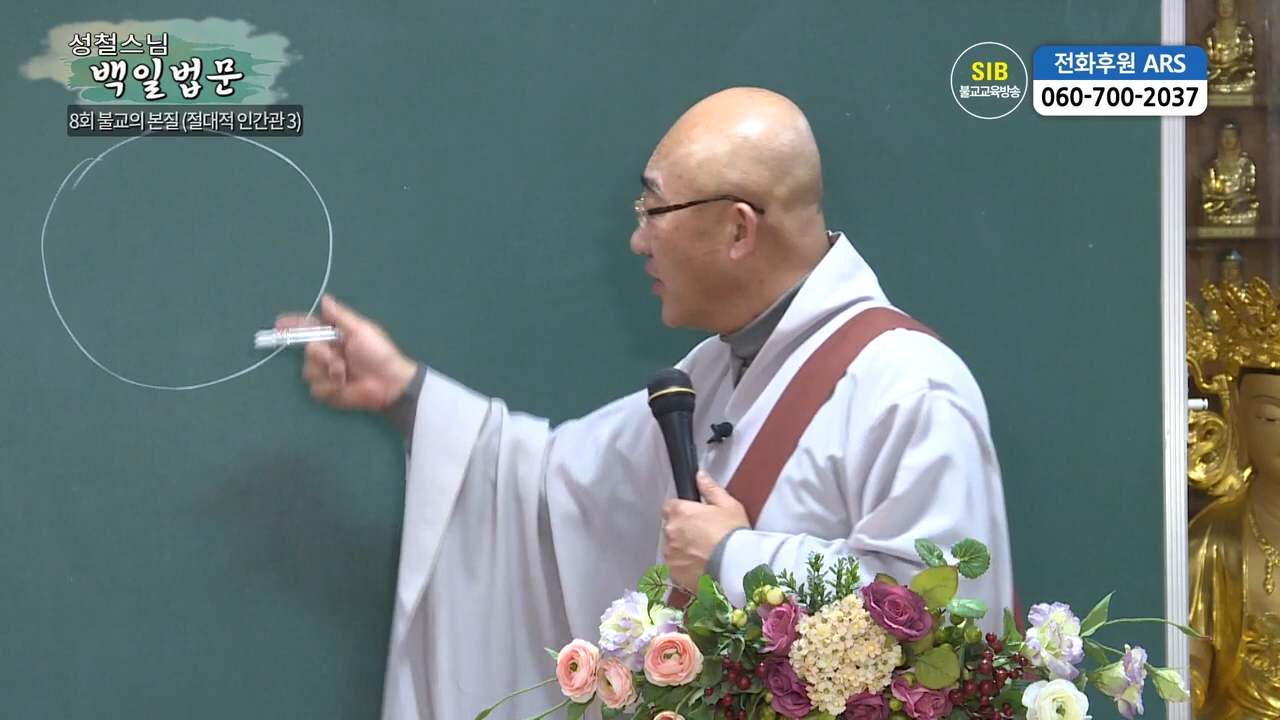 성철스님
백일법문
8회 불교의 본질 (절대적 인간관 3)
SIB
불교교육방송
전화후원 ARS
060-700-2037